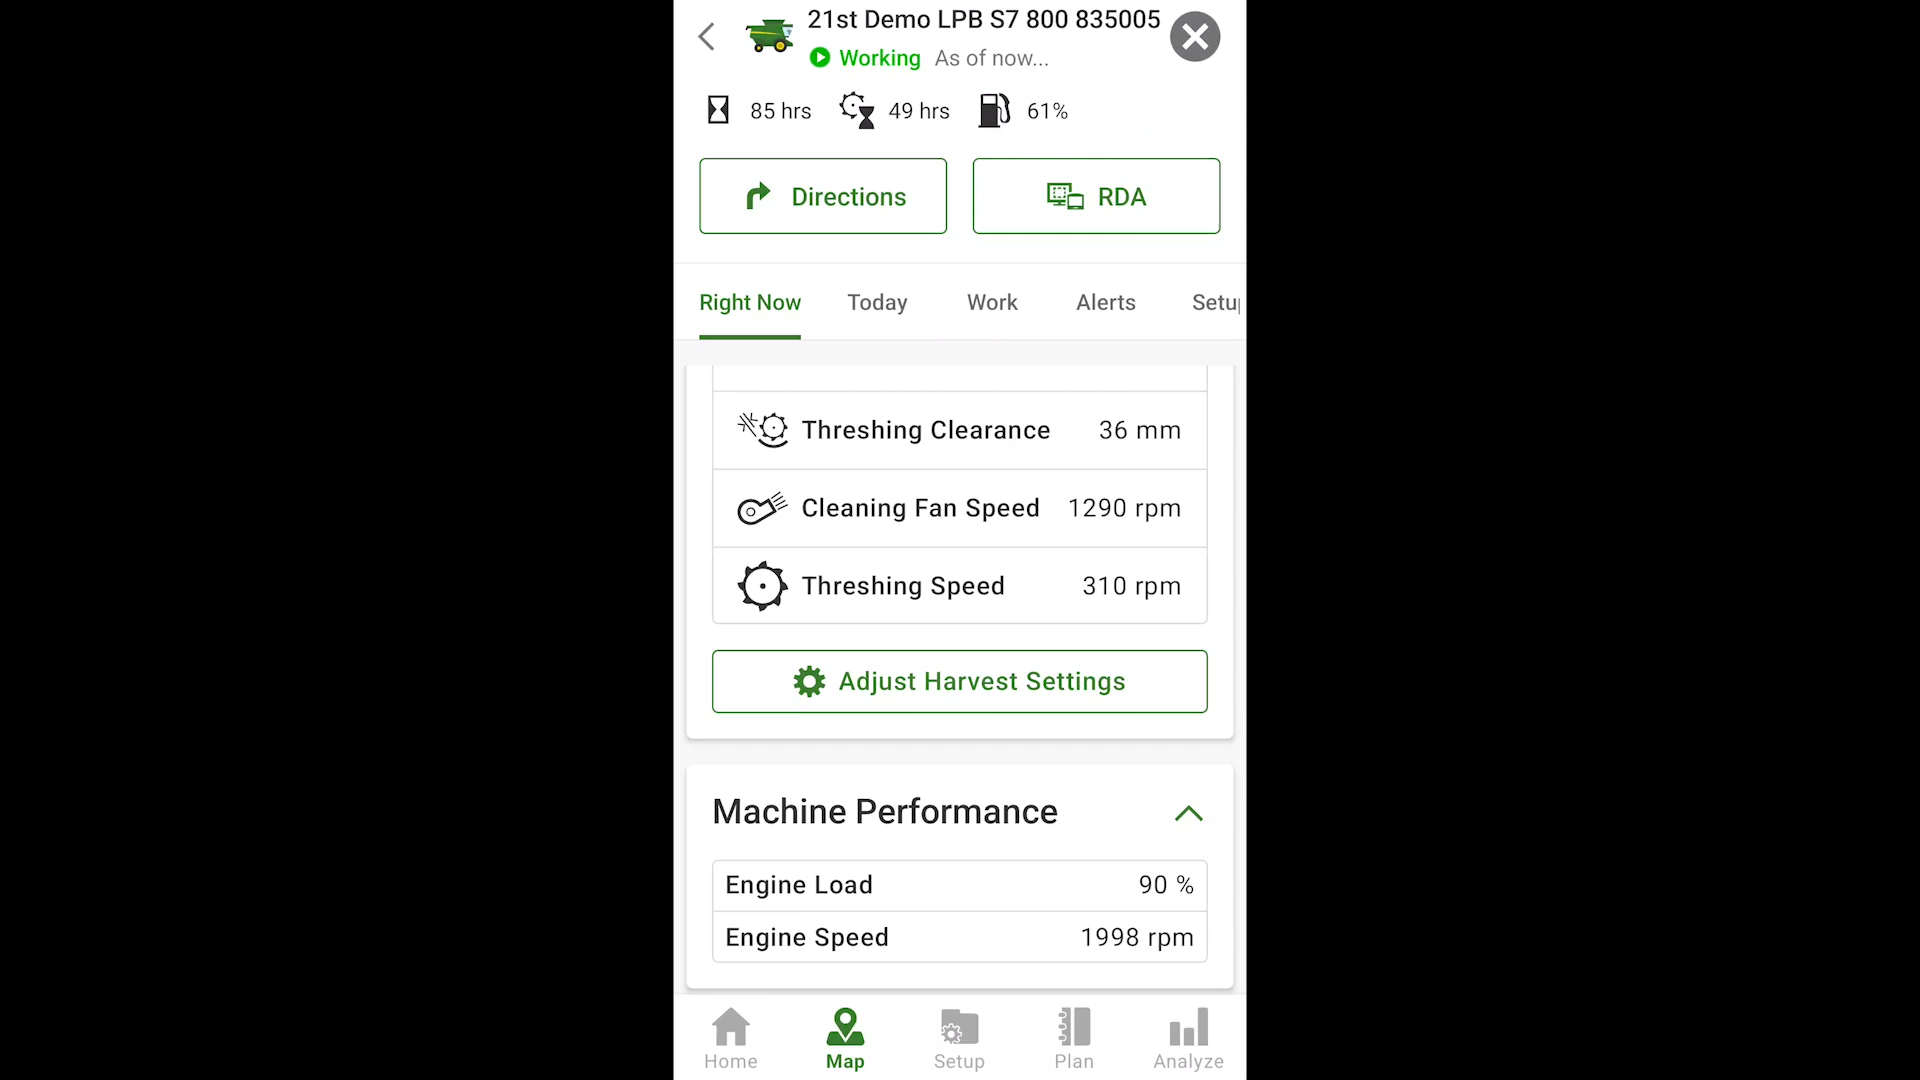 21st Demo LPB S7 800 835005
Working As of now...
85 hrs 49 hrs 61%
Directions RDA
Right Now Today Work Alerts Setu
Threshing Clearance 36 mm
Cleaning Fan Speed 1290 rpm
Threshing Speed 310 rpm
Adjust Harvest Settings
Machine Performance
Engine Load 90 %
Engine Speed 1998 rpm
Home Map Setup Plan Analyze